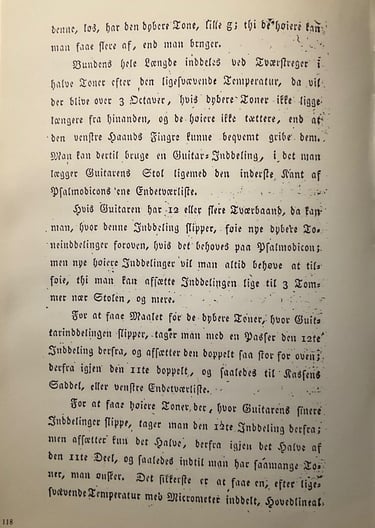 denne, løs, har den dybere Tone, lille g; thi de høiere kan
man faae flere af, end man bruger.
Bundens hele Længde inddeles ved Tværstreger i
halve Toner efter den ligesvævende Temperatur, da vil
der blive over 3 Octaver, hvis dybere Toner ikke ligge
længere fra hinanden, og de høiere ikke tættere, end at
den venstre Haands Fingre kunne beqvemt gribe dem.
Man kan dertil bruge en Guitar-Inddeling, i det man
lægger Guitarens Stol ligemed den inderste Kant af
Psalmodicons ene Endetværliste.
Hvis Guitaren har 12 eller flere Tværbaand, da kan
man, hvor denne Inddeling slipper, føie nye dybere To-
neinddelinger foroven, hvis det behøves paa Psalmodicon;
men nye høiere Inddelinger vil man altid behøve at til-
føie, thi man kan afsætte Inddelingen lige til 3 Tom-
mer nær Stolen, og mere.
For at faae Maalet for de dybere Toner, hvor Gui-
tarinddelingen slipper, tager man med en Passer den 12te
Inddeling derfra, og afsætter den doppelt saa stor for oven;
derfra igjen den 11te doppelt, og saaledes til Kassens
Saddel, eller venstre Endetværliste.
For at faae høiere Toner der, hvor Guitarens finere
Inddelinger slippe, tager man den 12te Inddeling derfra;
men afsætter kun det Halve, derfra igjen det Halve af
den 11te Deel, og saaledes indtil man har saamange To-
ner, man ønsker. Det sikkerste er at faae en, efter lige-
svævende Temperatur med Micrometer inddelt, Hovedlineal,
118